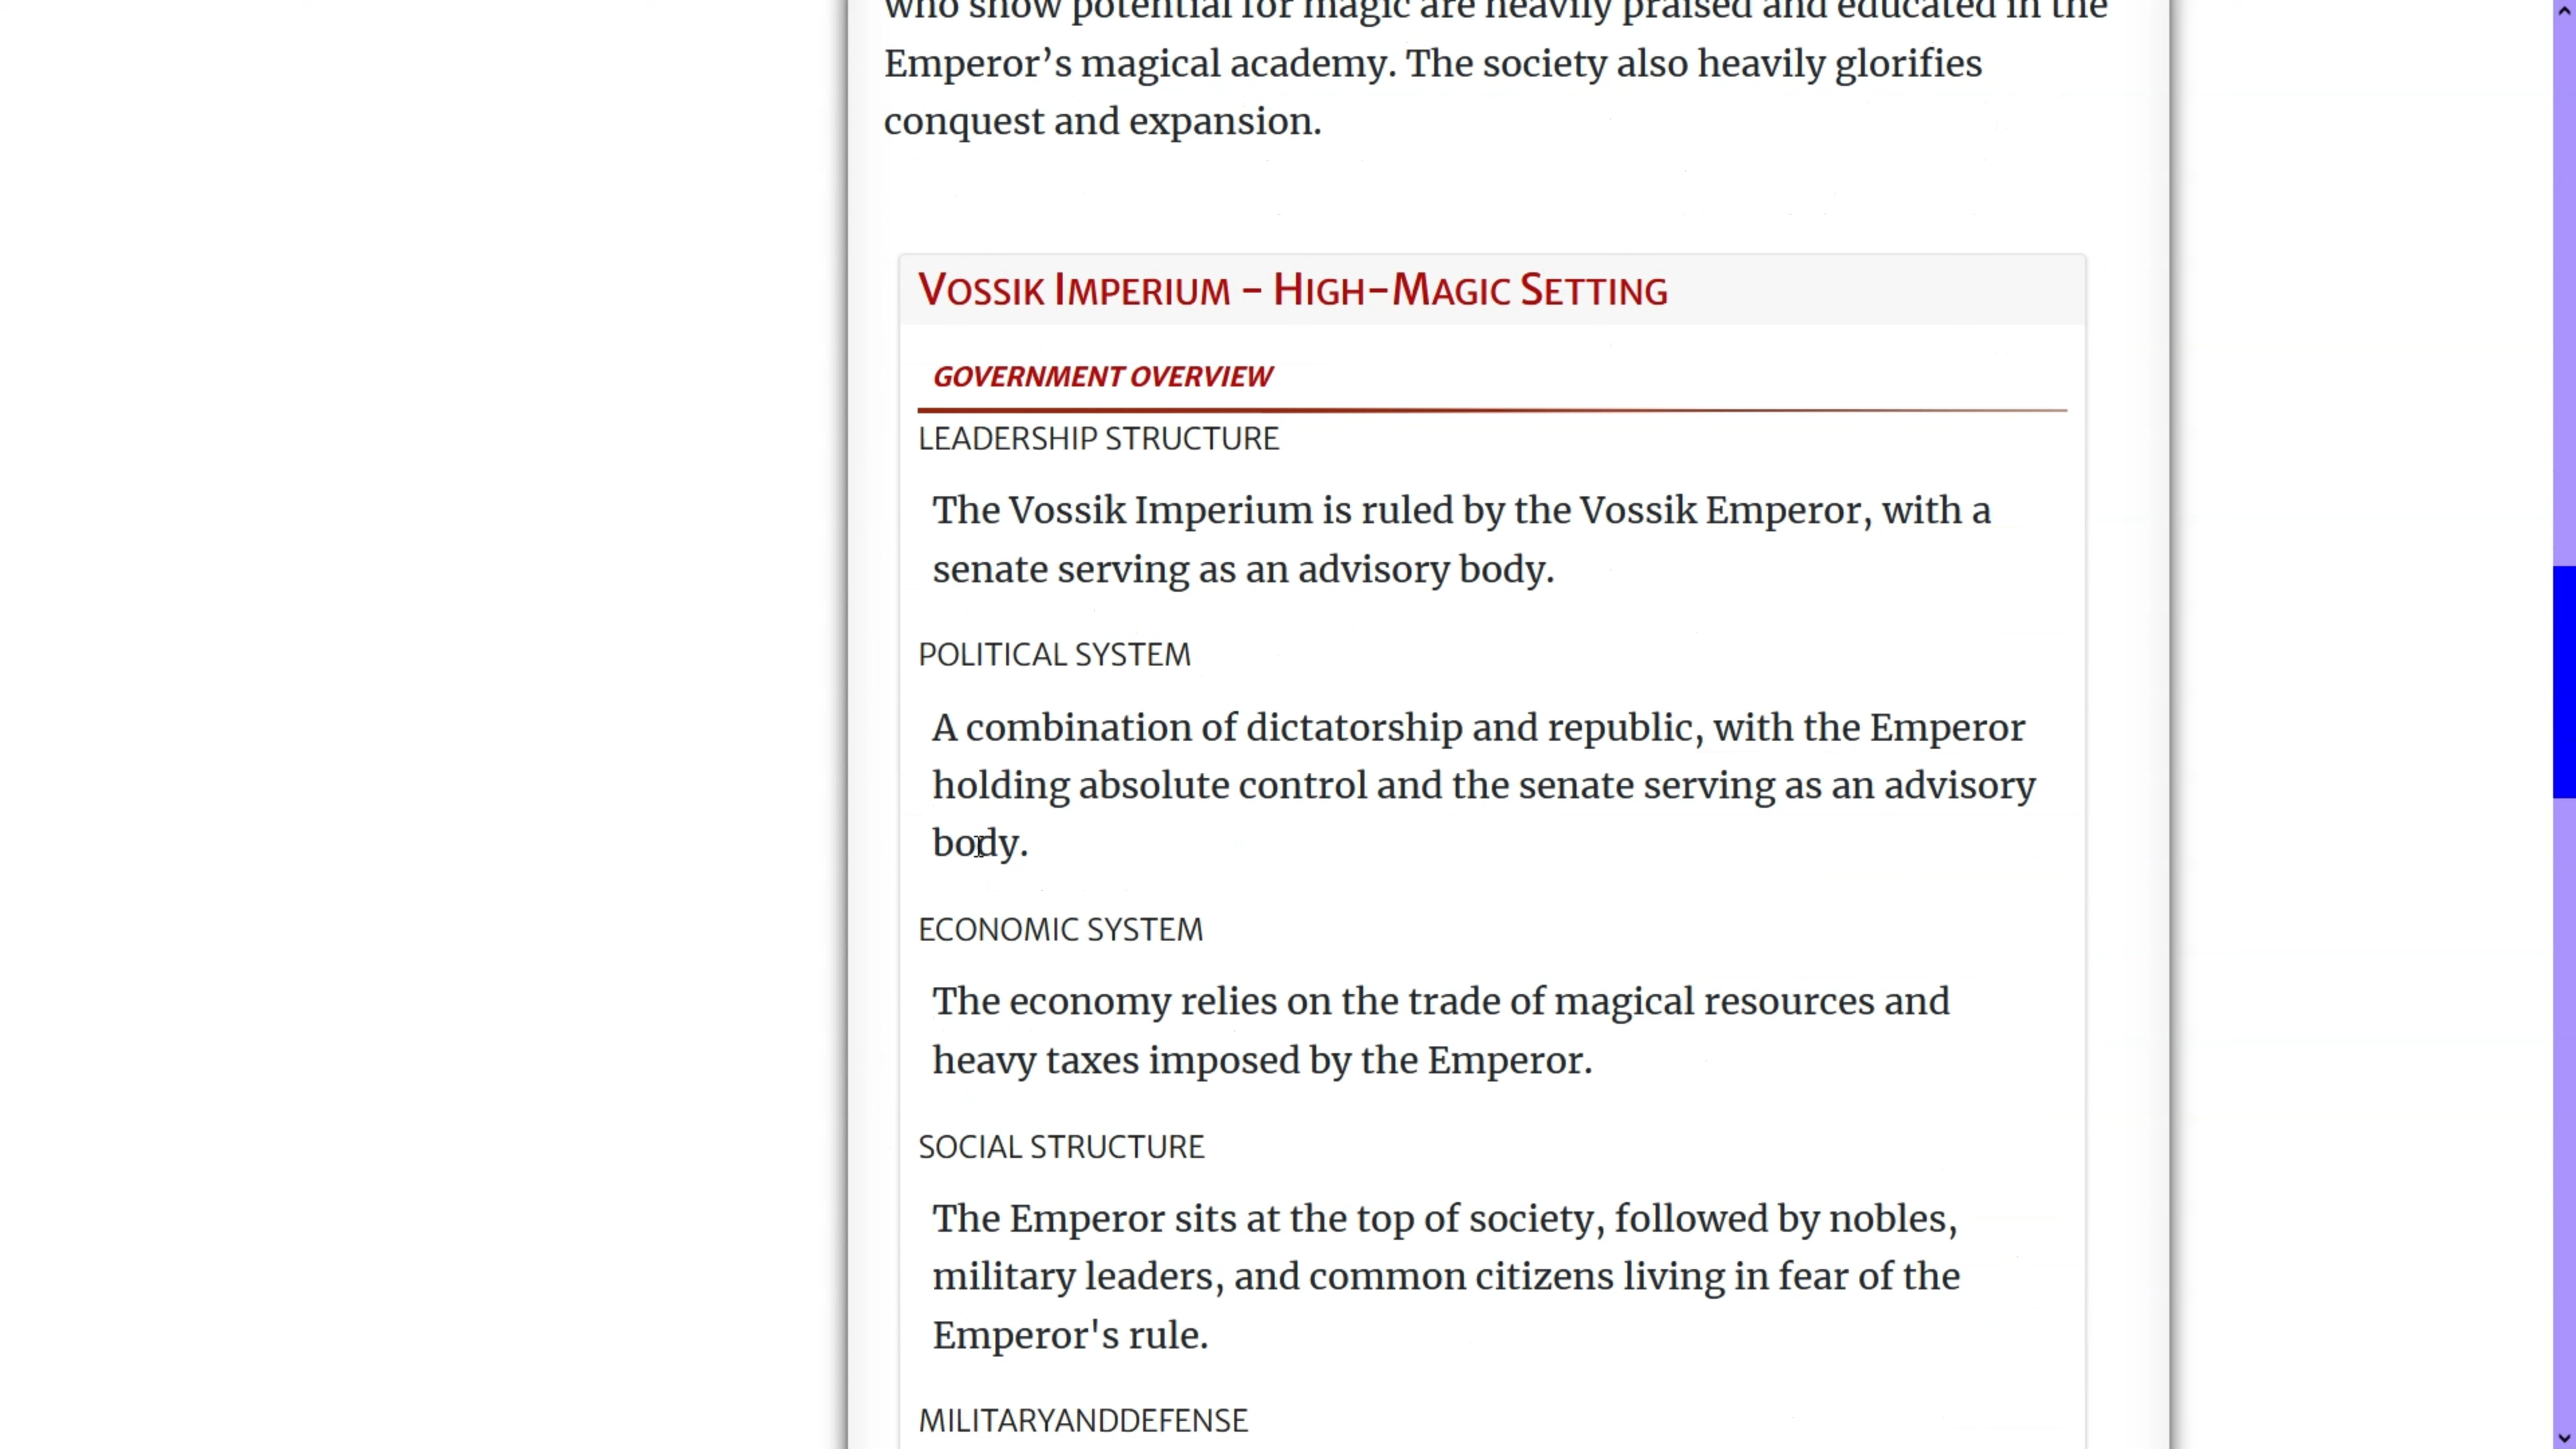 who show potential for magic are heavily praised and educated in the
Emperor’s magical academy. The society also heavily glorifies
conquest and expansion.
Vossik Imperium – High-Magic Setting
GOVERNMENT OVERVIEW
LEADERSHIP STRUCTURE
The Vossik Imperium is ruled by the Vossik Emperor, with a
senate serving as an advisory body.
POLITICAL SYSTEM
A combination of dictatorship and republic, with the Emperor
holding absolute control and the senate serving as an advisory
body.
ECONOMIC SYSTEM
The economy relies on the trade of magical resources and
heavy taxes imposed by the Emperor.
SOCIAL STRUCTURE
The Emperor sits at the top of society, followed by nobles,
military leaders, and common citizens living in fear of the
Emperor's rule.
MILITARYANDDEFENSE